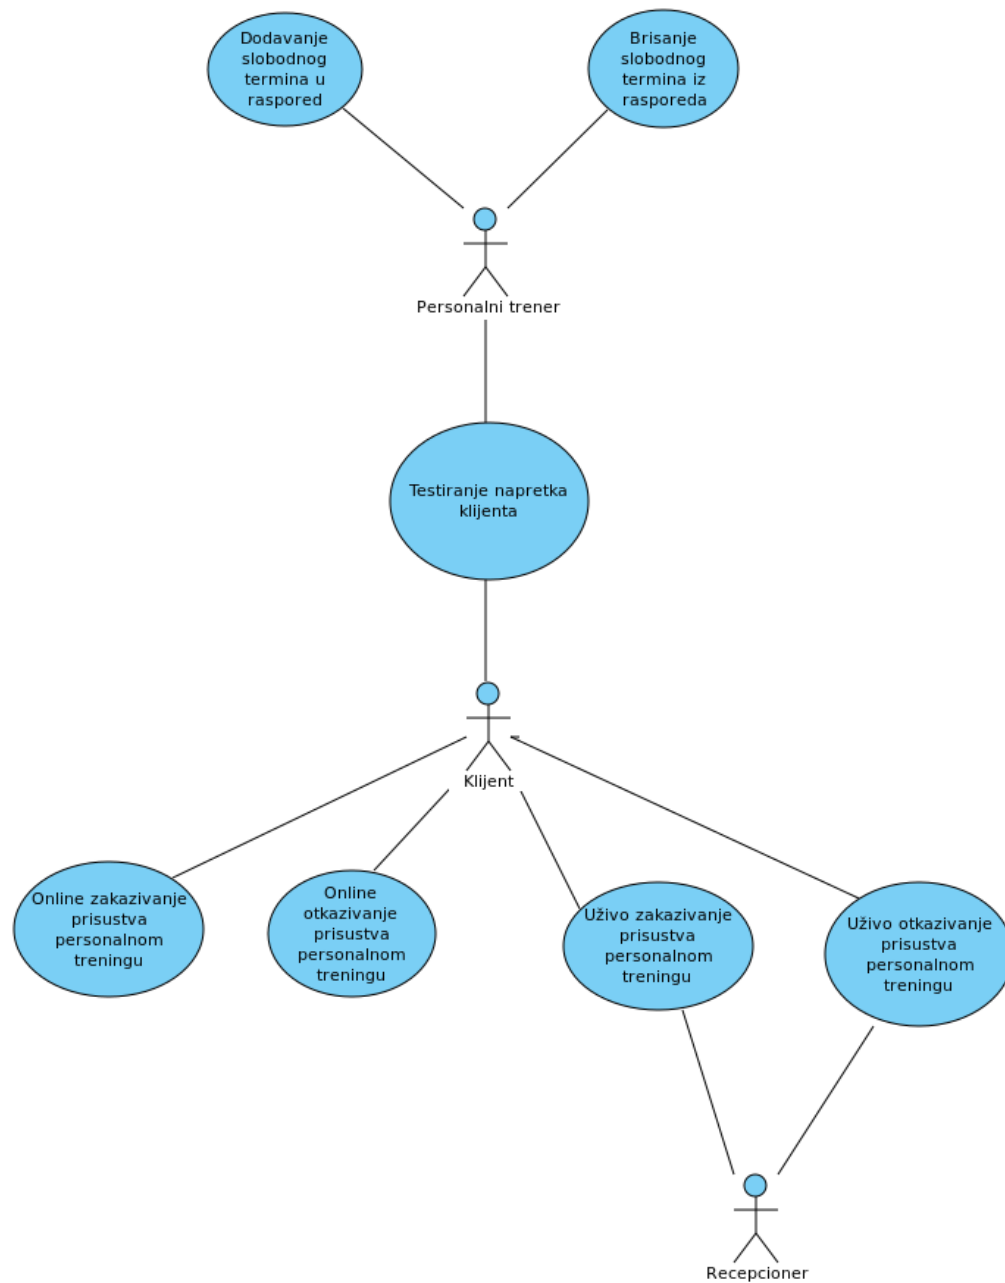 Dodavanje
slobodnog
termina u
raspored
Brisanje
slobodnog
termina iz
rasporeda
Personalni trener
Testiranje napretka
klijenta
Klijent
Online zakazivanje
prisustva
personalnom
treningu
Online
otkazivanje
prisustva
personalnom
treningu
Uživo zakazivanje
prisustva
personalnom
treningu
Uživo otkazivanje
prisustva
personalnom
treningu
Recepcioner